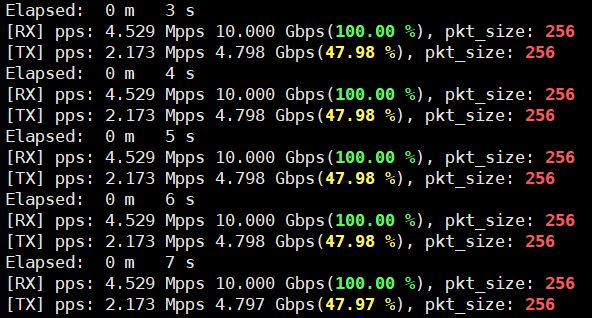 Elapsed:  0 m   3 s
[RX] pps: 4.529 Mpps 10.000 Gbps(100.00 %), pkt_size: 256
[TX] pps: 2.173 Mpps 4.798 Gbps(47.98 %), pkt_size: 256
Elapsed:  0 m   4 s
[RX] pps: 4.529 Mpps 10.000 Gbps(100.00 %), pkt_size: 256
[TX] pps: 2.173 Mpps 4.798 Gbps(47.98 %), pkt_size: 256
Elapsed:  0 m   5 s
[RX] pps: 4.529 Mpps 10.000 Gbps(100.00 %), pkt_size: 256
[TX] pps: 2.173 Mpps 4.798 Gbps(47.98 %), pkt_size: 256
Elapsed:  0 m   6 s
[RX] pps: 4.529 Mpps 10.000 Gbps(100.00 %), pkt_size: 256
[TX] pps: 2.173 Mpps 4.798 Gbps(47.98 %), pkt_size: 256
Elapsed:  0 m   7 s
[RX] pps: 4.529 Mpps 10.000 Gbps(100.00 %), pkt_size: 256
[TX] pps: 2.173 Mpps 4.797 Gbps(47.97 %), pkt_size: 256